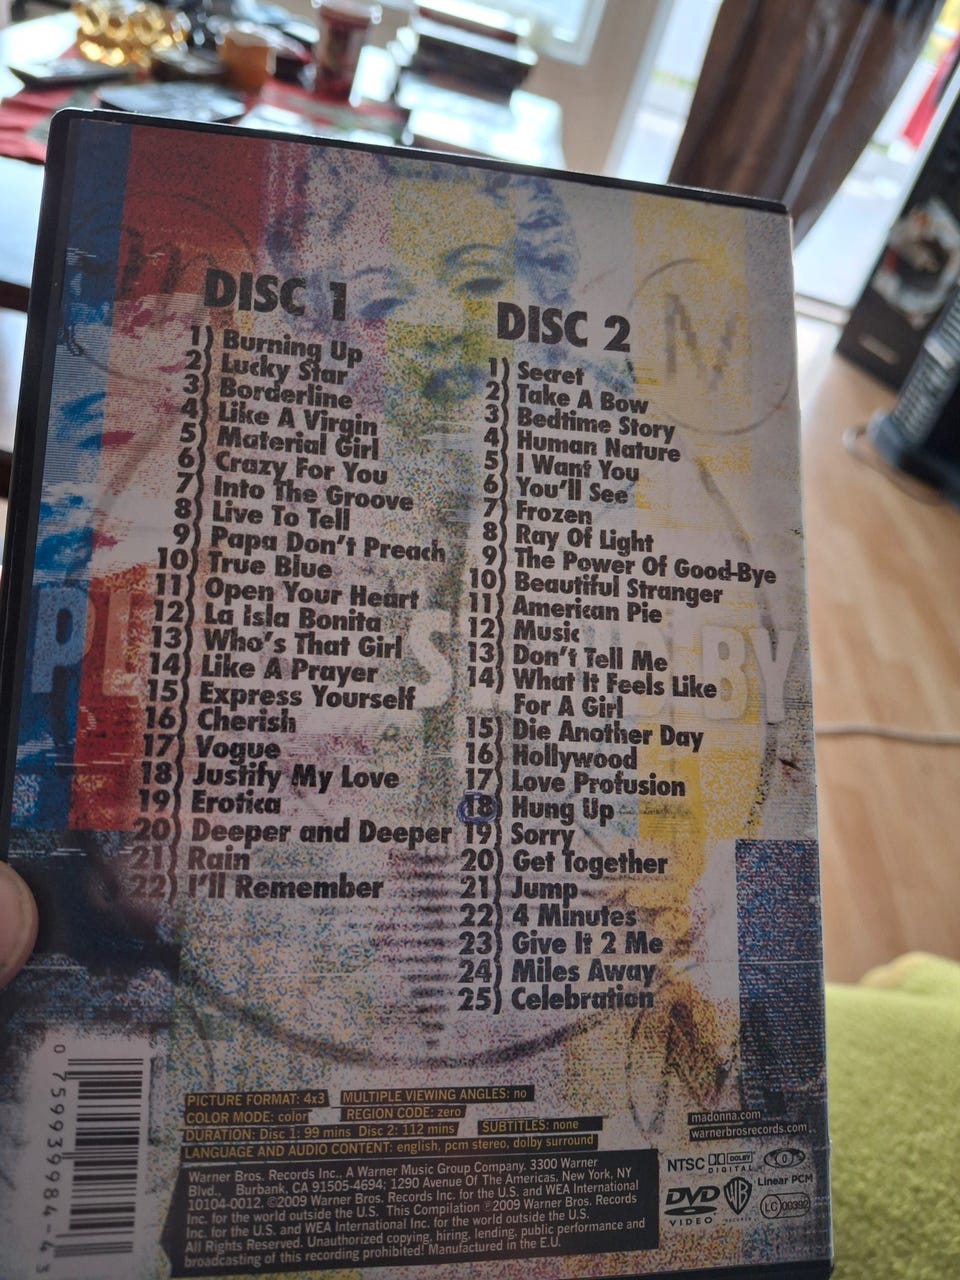 DISC 1
1) Burning Up
2) Lucky Star
3) Borderline
4) Like A Virgin
5) Material Girl
6) Crazy For You
7) Into The Groove
8) Live To Tell
9) Papa Don't Preach
10) True Blue
11) Open Your Heart
12) La Isla Bonita
13) Who's That Girl
14) Like A Prayer
15) Express Yourself
16) Cherish
17) Vogue
18) Justify My Love
19) Erotica
20) Deeper and Deeper
21) Rain
22) I'll Remember
DISC 2
1) Secret
2) Take A Bow
3) Bedtime Story
4) Human Nature
5) I Want You
6) You'll See
7) Frozen
8) Ray Of Light
9) The Power Of Good-Bye
10) Beautiful Stranger
11) American Pie
12) Music
13) Don't Tell Me
14) What It Feels Like
For A Girl
15) Die Another Day
16) Hollywood
17) Love Profusion
18) Hung Up
19) Sorry
20) Get Together
21) Jump
22) 4 Minutes
23) Give It 2 Me
24) Miles Away
25) Celebration
PICTURE FORMAT: 4x3 MULTIPLE VIEWING ANGLES: no
COLOR MODE: color REGION CODE: zero
DURATION: Disc 1: 99 mins Disc 2: 112 mins SUBTITLES: none
LANGUAGE AND AUDIO CONTENT: english, pcm stereo, dolby surround
Warner Bros. Records Inc., A Warner Music Group Company. 3300 Warner
Blvd., Burbank, CA 91505-4694; 1290 Avenue Of The Americas, New York, NY
10104-0012. ©2009 Warner Bros. Records Inc. for the U.S. and WEA International
Inc. for the world outside the U.S. This Compilation ℗2009 Warner Bros. Records
Inc. for the U.S. and WEA International Inc. for the world outside the U.S.
All Rights Reserved. Unauthorized copying, hiring, lending, public performance and
broadcasting of this recording prohibited! Manufactured in the E.U.
madonna.com
warnerbrosrecords.com
NTSC DOLBY DIGITAL
0
Linear PCM
DVD VIDEO
WB RECORDS
LC 00392
0 75993 9984-4 3